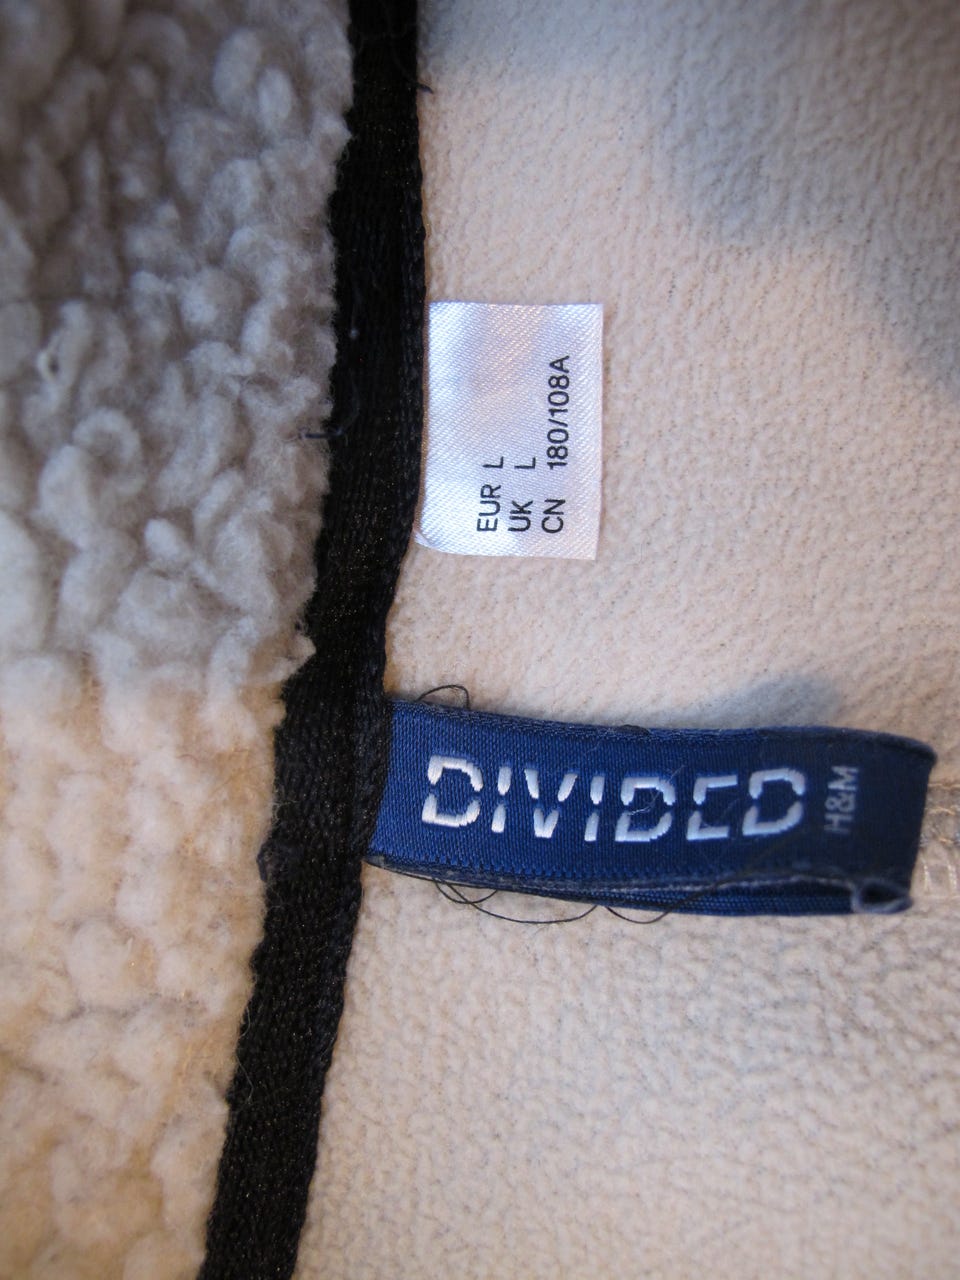 EUR L
UK L
CN 180/108A
DIVIDED
H&M